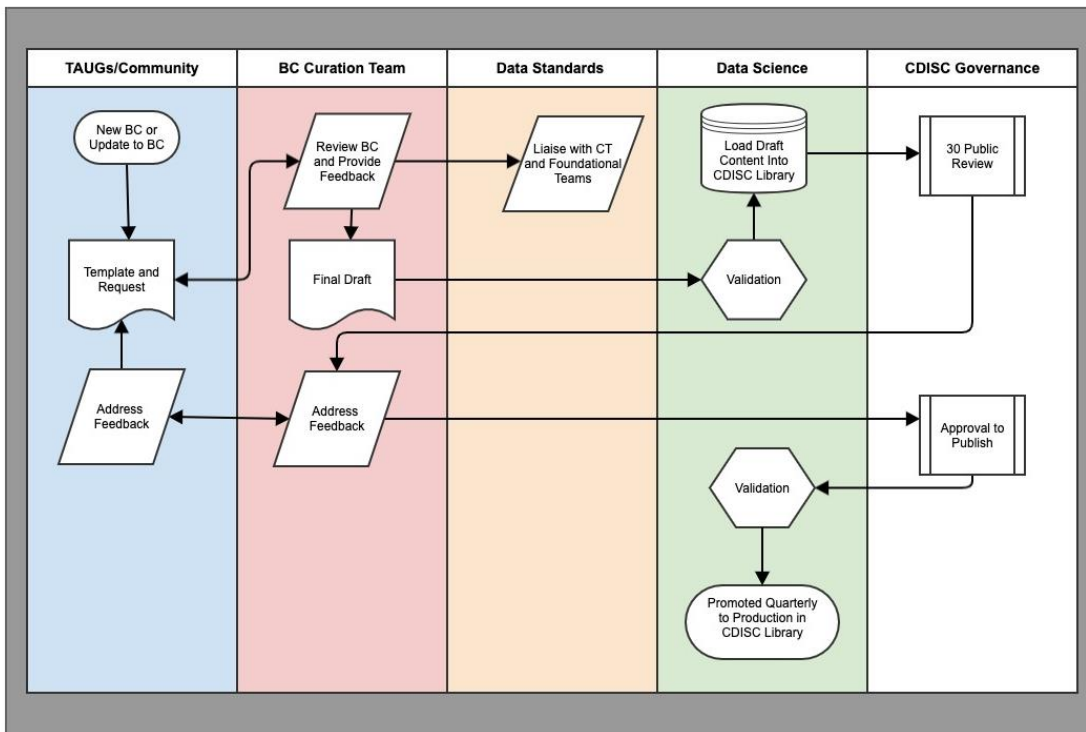 TAUGs/Community
BC Curation Team
Data Standards
Data Science
CDISC Governance
New BC or
Update to BC
Review BC
and Provide
Feedback
Liaise with CT
and Foundational
Teams
Load Draft
Content Into
CDISC Library
30 Public
Review
Template and
Request
Final Draft
Validation
Address
Feedback
Address
Feedback
Approval to
Publish
Validation
Promoted Quarterly
to Production in
CDISC Library